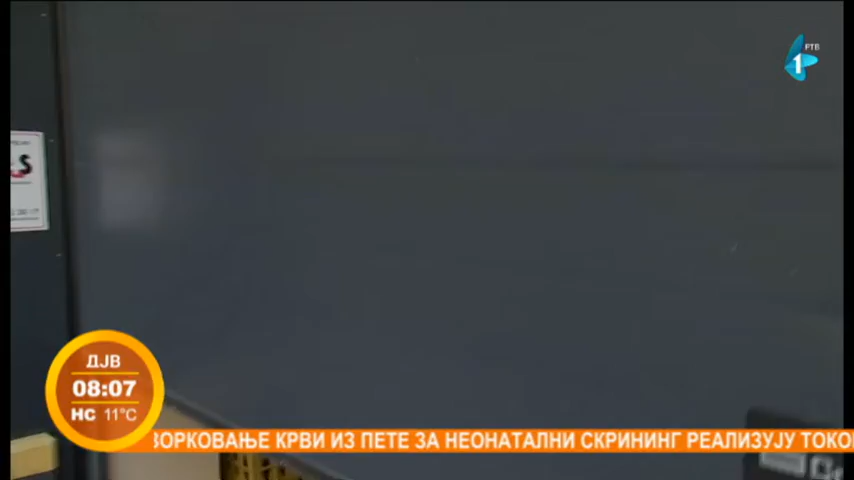 РТВ
1
S
ДЈВ
08:07
НС 11°C
ЗОРКОВАЊЕ КРВИ ИЗ ПЕТЕ ЗА НЕОНАТАЛНИ СКРИНИНГ РЕАЛИЗУЈУ ТОКО